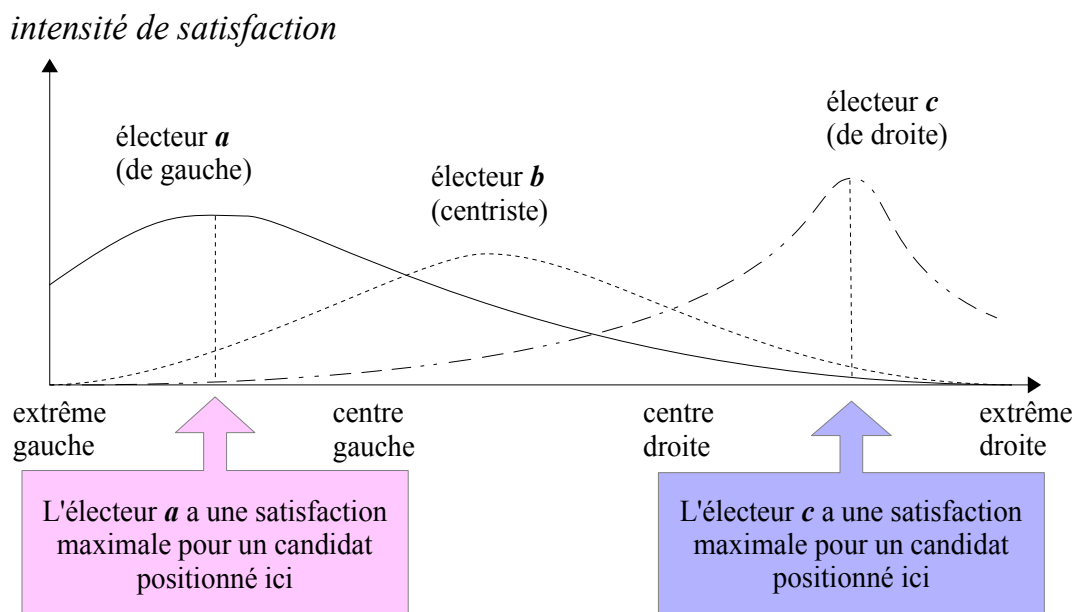 intensité de satisfaction
électeur a
(de gauche)
électeur b
(centriste)
électeur c
(de droite)
extrême
gauche
centre
gauche
centre
droite
extrême
droite
L'électeur a a une satisfaction
maximale pour un candidat
positionné ici
L'électeur c a une satisfaction
maximale pour un candidat
positionné ici